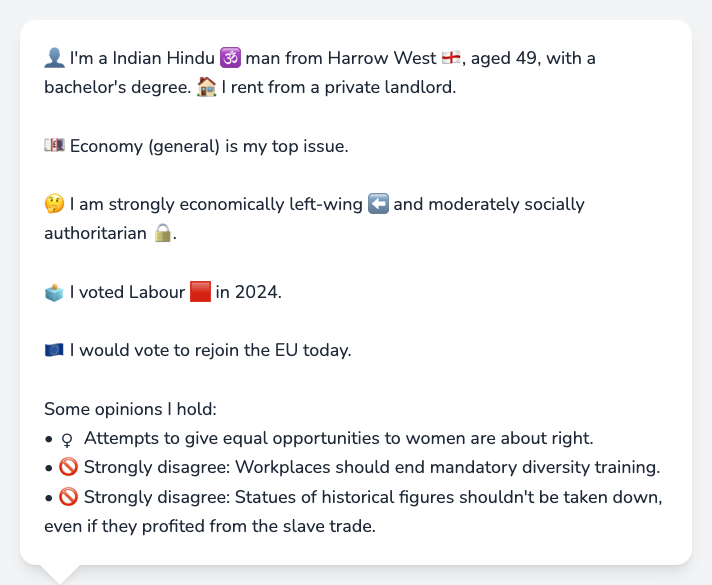 👤 I'm a Indian Hindu 🕉 man from Harrow West 🏴󠁧󠁢󠁥󠁮󠁧󠁿, aged 49, with a
bachelor's degree. 🏠 I rent from a private landlord.
💷 Economy (general) is my top issue.
🤔 I am strongly economically left-wing ⬅️ and moderately socially
authoritarian 🔒.
🗳️ I voted Labour 🟥 in 2024.
🇪🇺 I would vote to rejoin the EU today.
Some opinions I hold:
• ♀ Attempts to give equal opportunities to women are about right.
• 🚫 Strongly disagree: Workplaces should end mandatory diversity training.
• 🚫 Strongly disagree: Statues of historical figures shouldn't be taken down,
even if they profited from the slave trade.